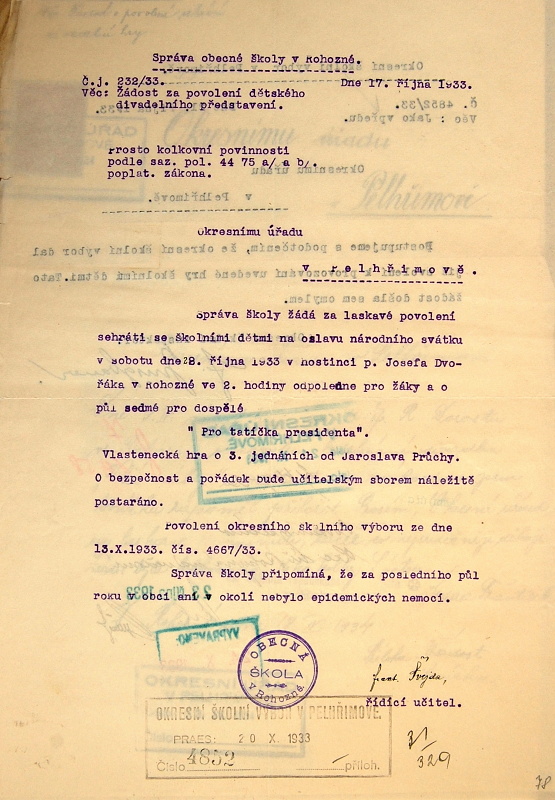 Správa obecné školy v Rohozné.
Č.j. 232/33. Dne 17. října 1933.
Věc: Žádost za povolení dětského
divadelního představení.
Prosto kolkovní povinnosti
podle saz. pol. 44 75 a/ a b/.
poplat. zákona.
Okresnímu úřadu
v Pelhřimově.
Správa školy žádá za laskavé povolení
sehráti se školními dětmi na oslavu národního svátku
v sobotu dne 28. října 1933 v hostinci p. Josefa Dvo-
řáka v Rohozné ve 2. hodiny odpoledne pro žáky a o
půl sedmé pro dospělé
" Pro tatíčka presidenta".
Vlastenecká hra o 3. jednáních od Jaroslava Průchy.
O bezpečnost a pořádek bude učitelským sborem náležitě
postaráno.
Povolení okresního školního výboru ze dne
13.X.1933. čís. 4667/33.
Správa školy připomíná, že za posledního půl
roku v obci ani v okolí nebylo epidemických nemocí.
OBECNÁ
ŠKOLA
v Rohozné.
Frant. Švejda,
řídící učitel.
OKRESNÍ ŠKOLNÍ VÝBOR V PELHŘIMOVĚ.
PRAES: 20 X. 1933
Číslo 4852 příloh.
31/329
78